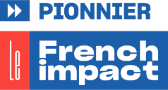 PIONNIER
le French
impact